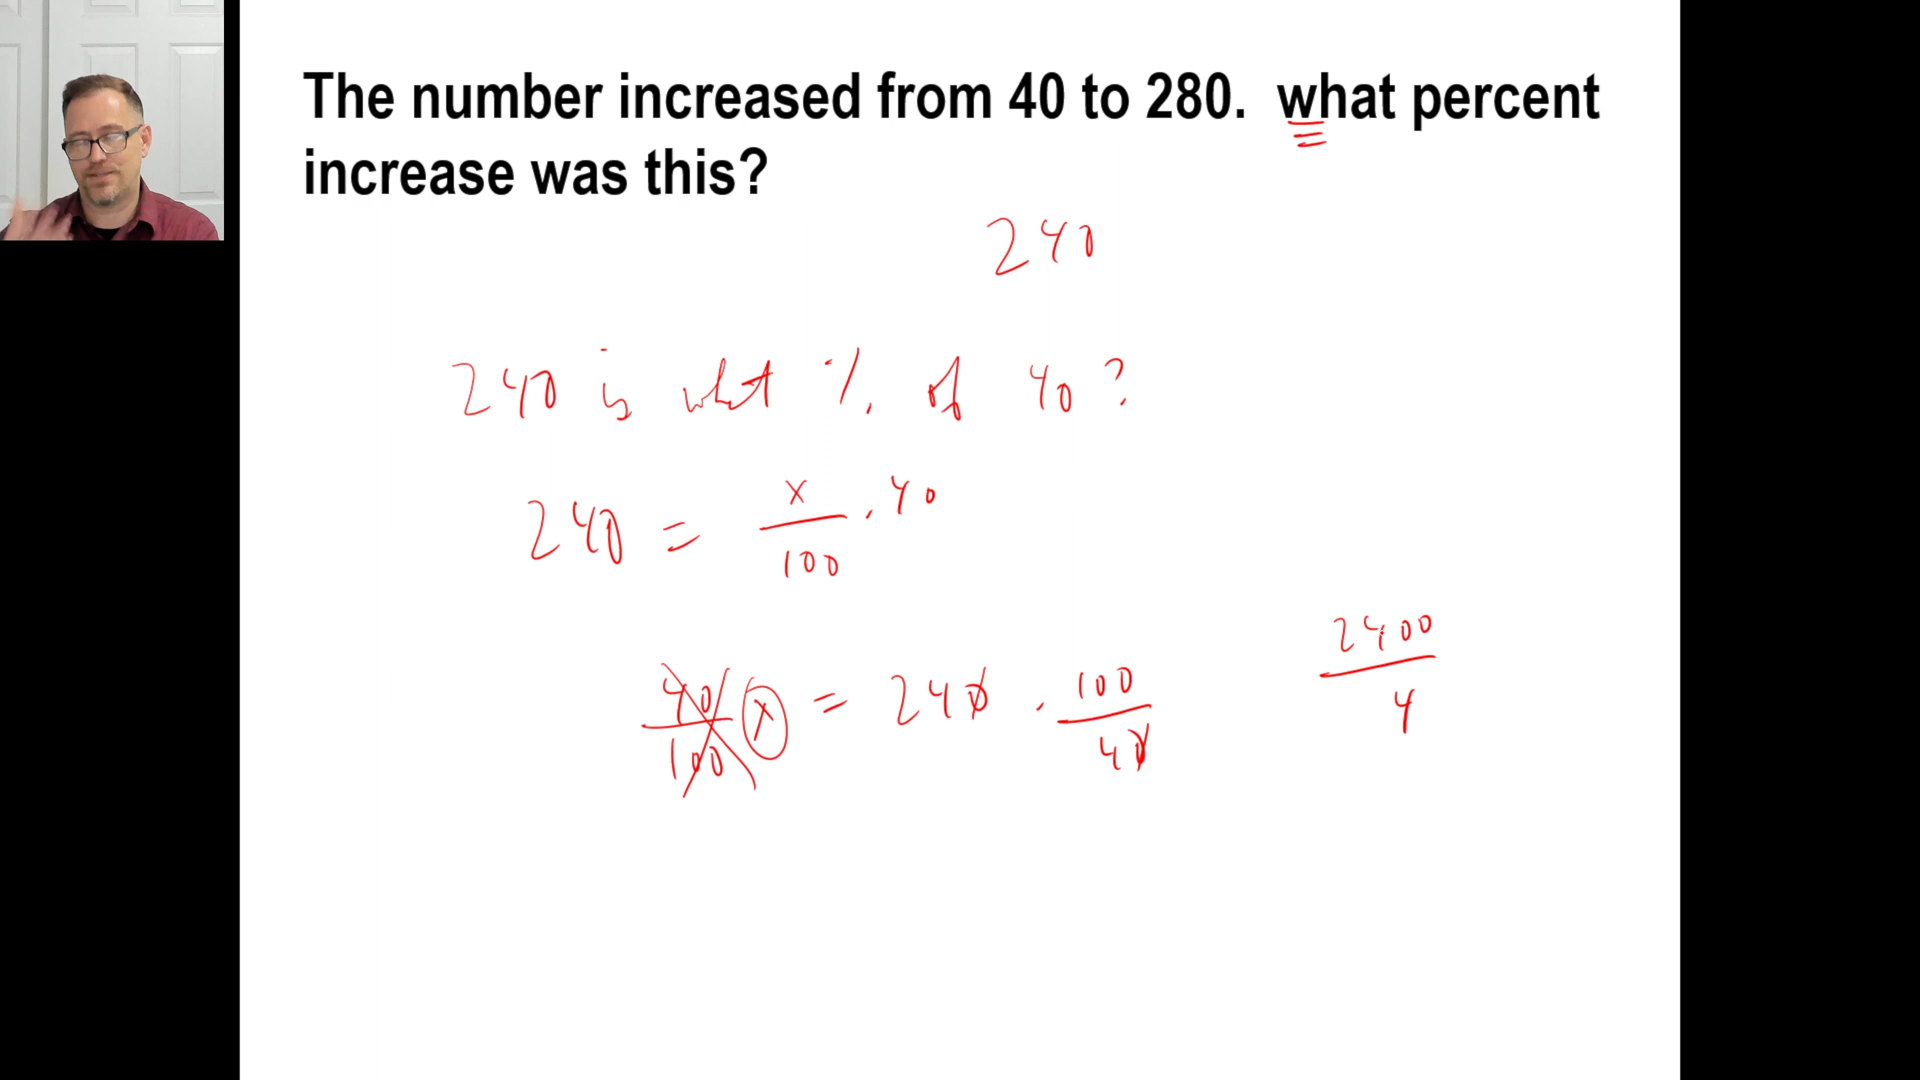 The number increased from 40 to 280. what percent
increase was this?
240
240 is what % of 40?
240 = x/100 · 40
40/100 x = 240 · 100/40
2400/4